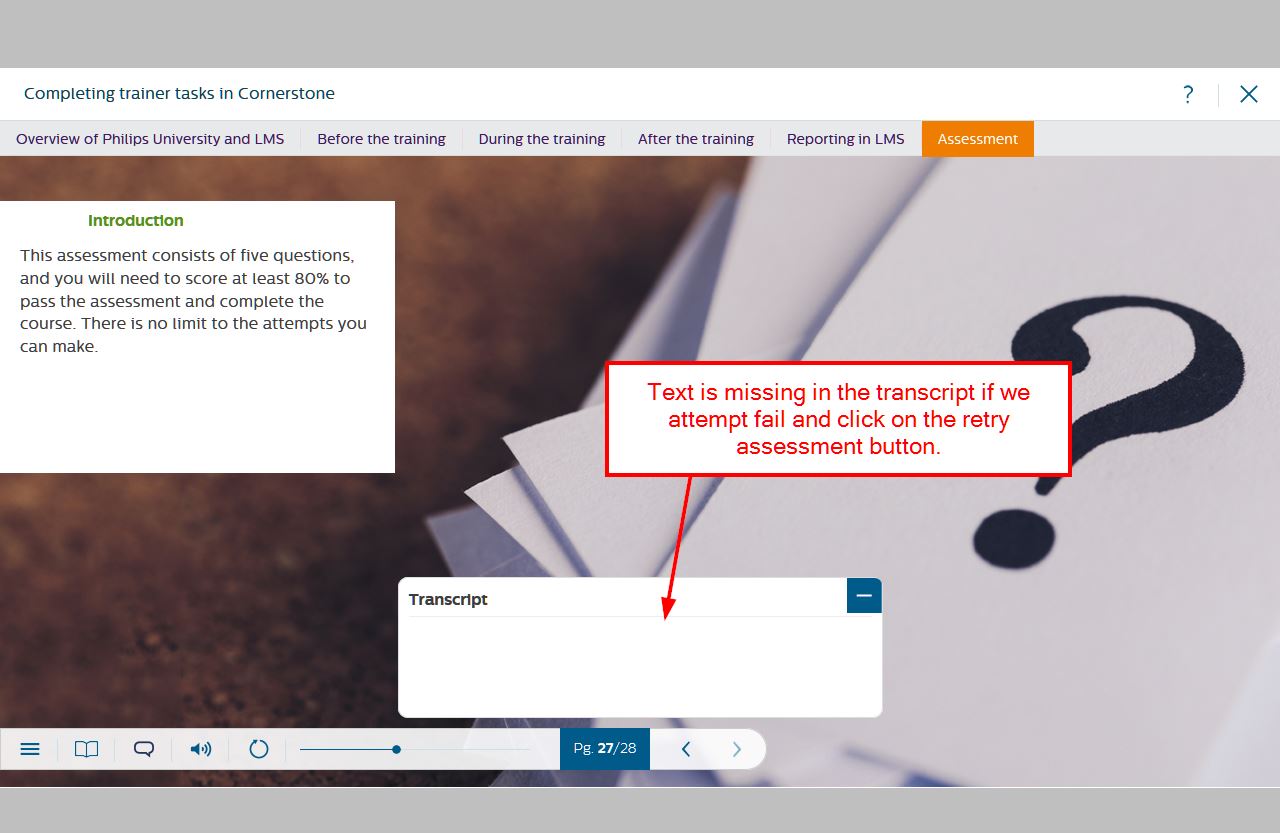 Completing trainer tasks in Cornerstone
?
Overview of Philips University and LMS
Before the training
During the training
After the training
Reporting in LMS
Assessment
Introduction
This assessment consists of five questions,
and you will need to score at least 80% to
pass the assessment and complete the
course. There is no limit to the attempts you
can make.
?
Text is missing in the transcript if we
attempt fail and click on the retry
assessment button.
Transcript
Pg. 27/28